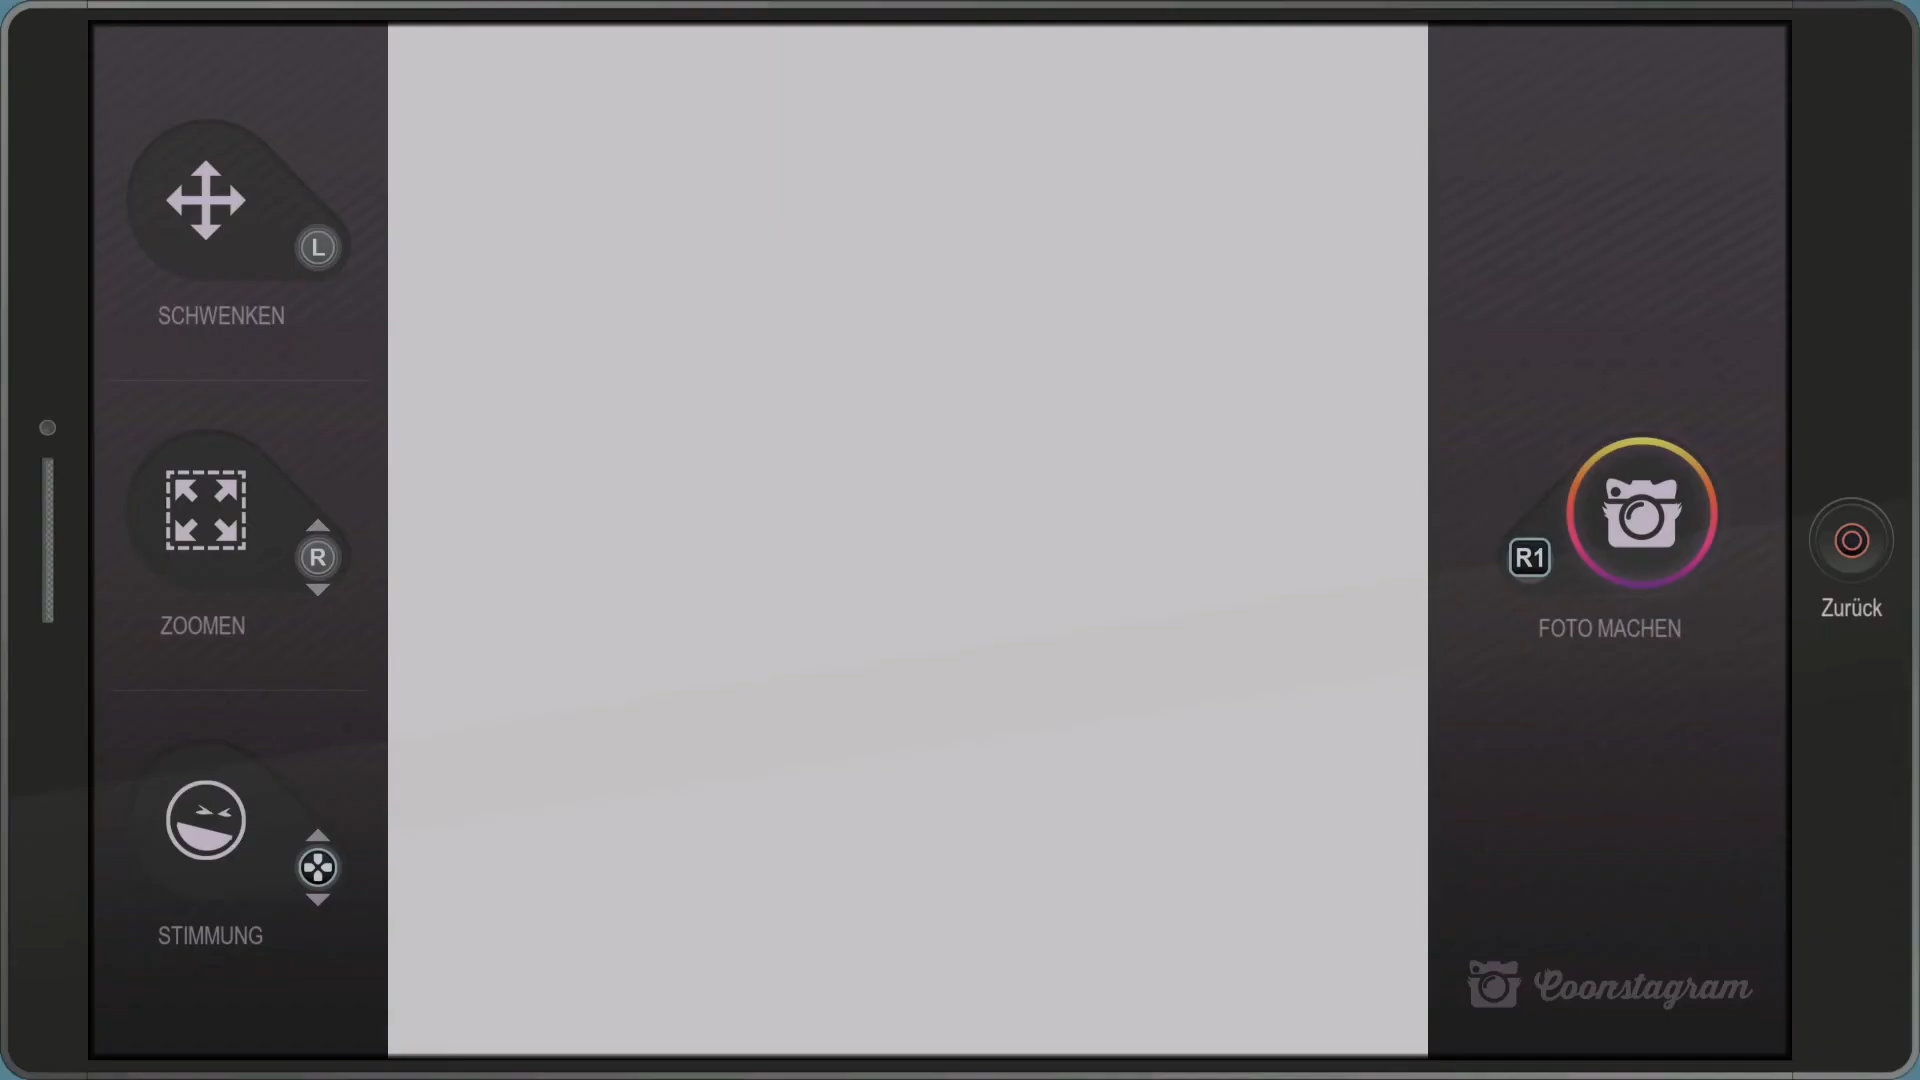 L
SCHWENKEN
R
ZOOMEN
STIMMUNG
R1
FOTO MACHEN
Zurück
Coonstagram